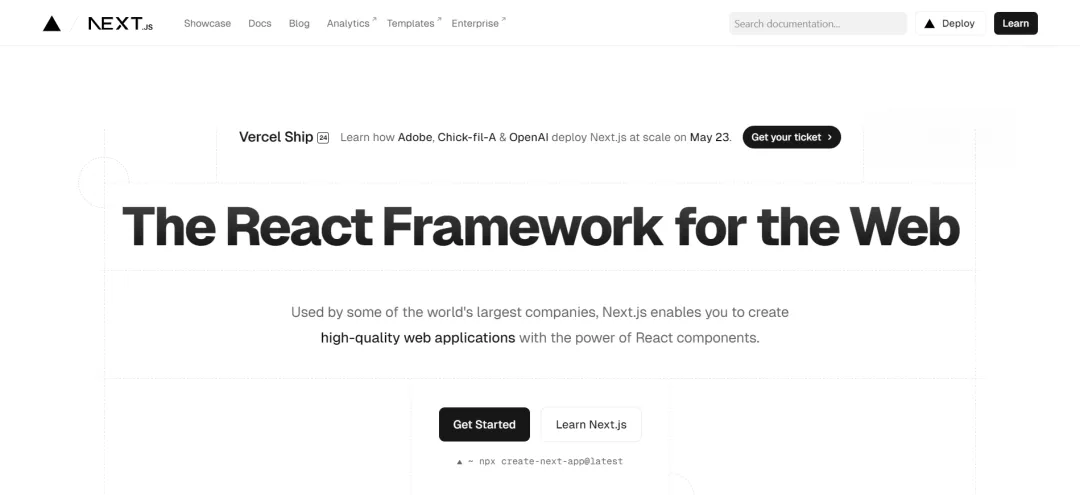 NEXT.JS Showcase Docs Blog Analytics Templates Enterprise Search documentation... Deploy Learn
Vercel Ship 24 Learn how Adobe, Chick-fil-A & OpenAI deploy Next.js at scale on May 23. Get your ticket
The React Framework for the Web
Used by some of the world's largest companies, Next.js enables you to create
high-quality web applications with the power of React components.
Get Started Learn Next.js
▲ ~ npx create-next-app@latest